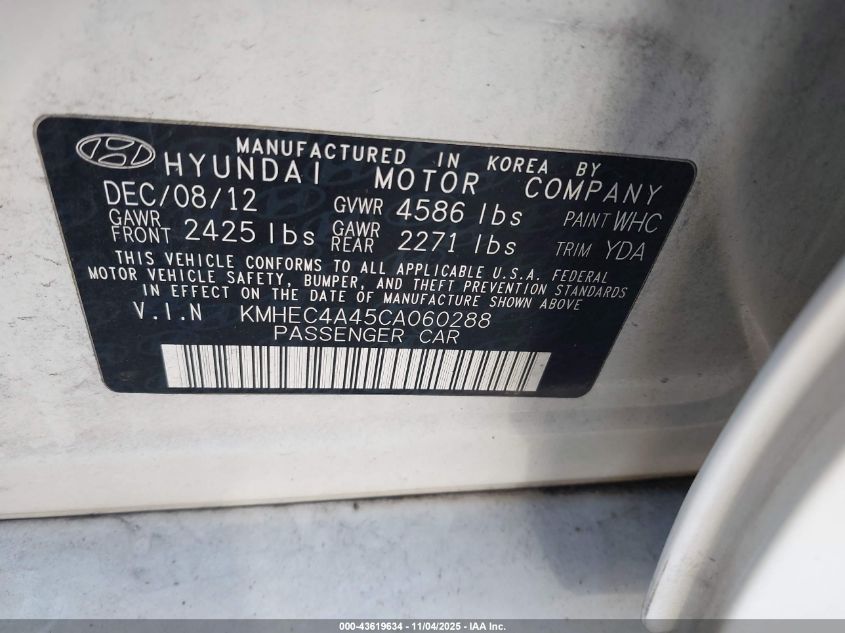 MANUFACTURED IN KOREA BY
HYUNDAI MOTOR COMPANY
DEC/08/12 GVWR 4586 lbs PAINT WHC
GAWR FRONT 2425 lbs GAWR REAR 2271 lbs TRIM YDA
THIS VEHICLE CONFORMS TO ALL APPLICABLE U.S.A. FEDERAL
MOTOR VEHICLE SAFETY, BUMPER, AND THEFT PREVENTION STANDARDS
IN EFFECT ON THE DATE OF MANUFACTURE SHOWN ABOVE
V.I.N KMHEC4A45CA060288
PASSENGER CAR
000-43619634 - 11/04/2025 - IAA Inc.